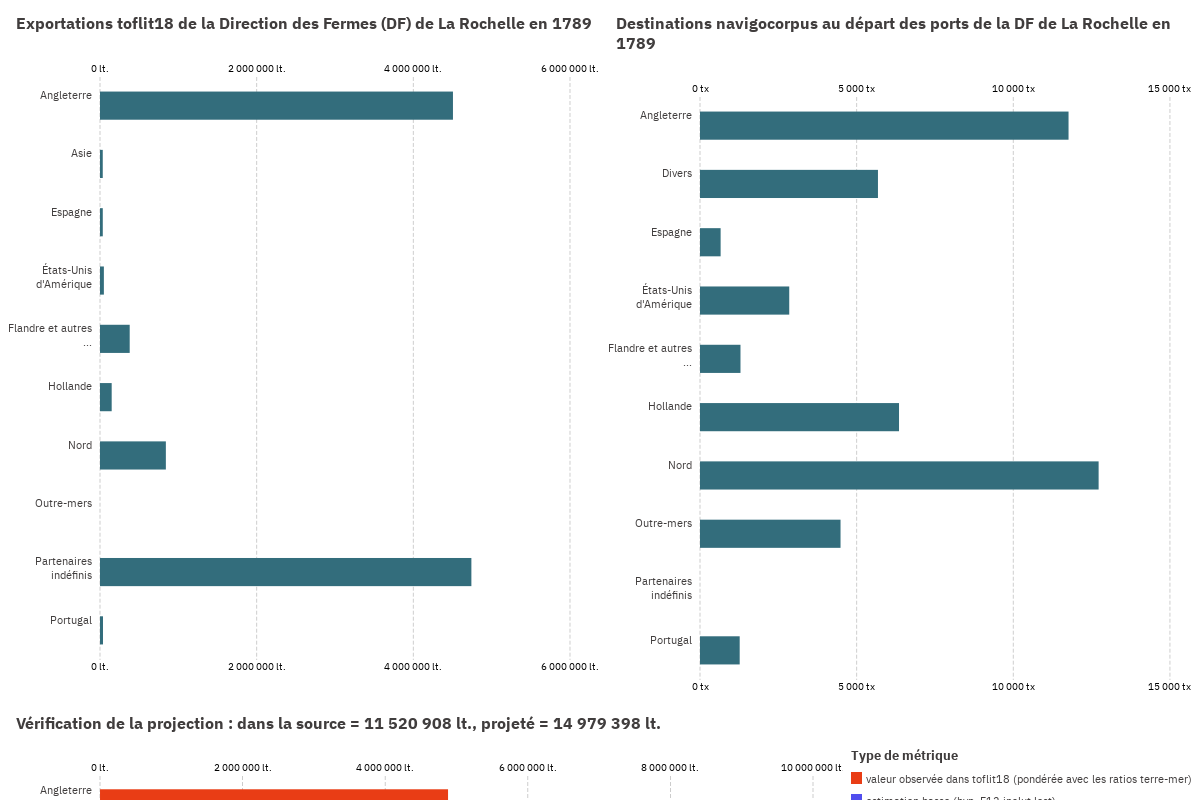 Exportations toflit18 de la Direction des Fermes (DF) de La Rochelle en 1789
0 lt. 2 000 000 lt. 4 000 000 lt. 6 000 000 lt.
Angleterre
Asie
Espagne
États-Unis
d'Amérique
Flandre et autres
...
Hollande
Nord
Outre-mers
Partenaires
indéfinis
Portugal
0 lt. 2 000 000 lt. 4 000 000 lt. 6 000 000 lt.
Destinations navigocorpus au départ des ports de la DF de La Rochelle en
1789
0 tx 5 000 tx 10 000 tx 15 000 tx
Angleterre
Divers
Espagne
États-Unis
d'Amérique
Flandre et autres
...
Hollande
Nord
Outre-mers
Partenaires
indéfinis
Portugal
0 tx 5 000 tx 10 000 tx 15 000 tx
Vérification de la projection : dans la source = 11 520 908 lt., projeté = 14 979 398 lt.
0 lt. 2 000 000 lt. 4 000 000 lt. 6 000 000 lt. 8 000 000 lt. 10 000 000 lt.
Angleterre
Type de métrique
valeur observée dans toflit18 (pondérée avec les ratios terre-mer)
estimation basse (hyp. F12 inclut lest)